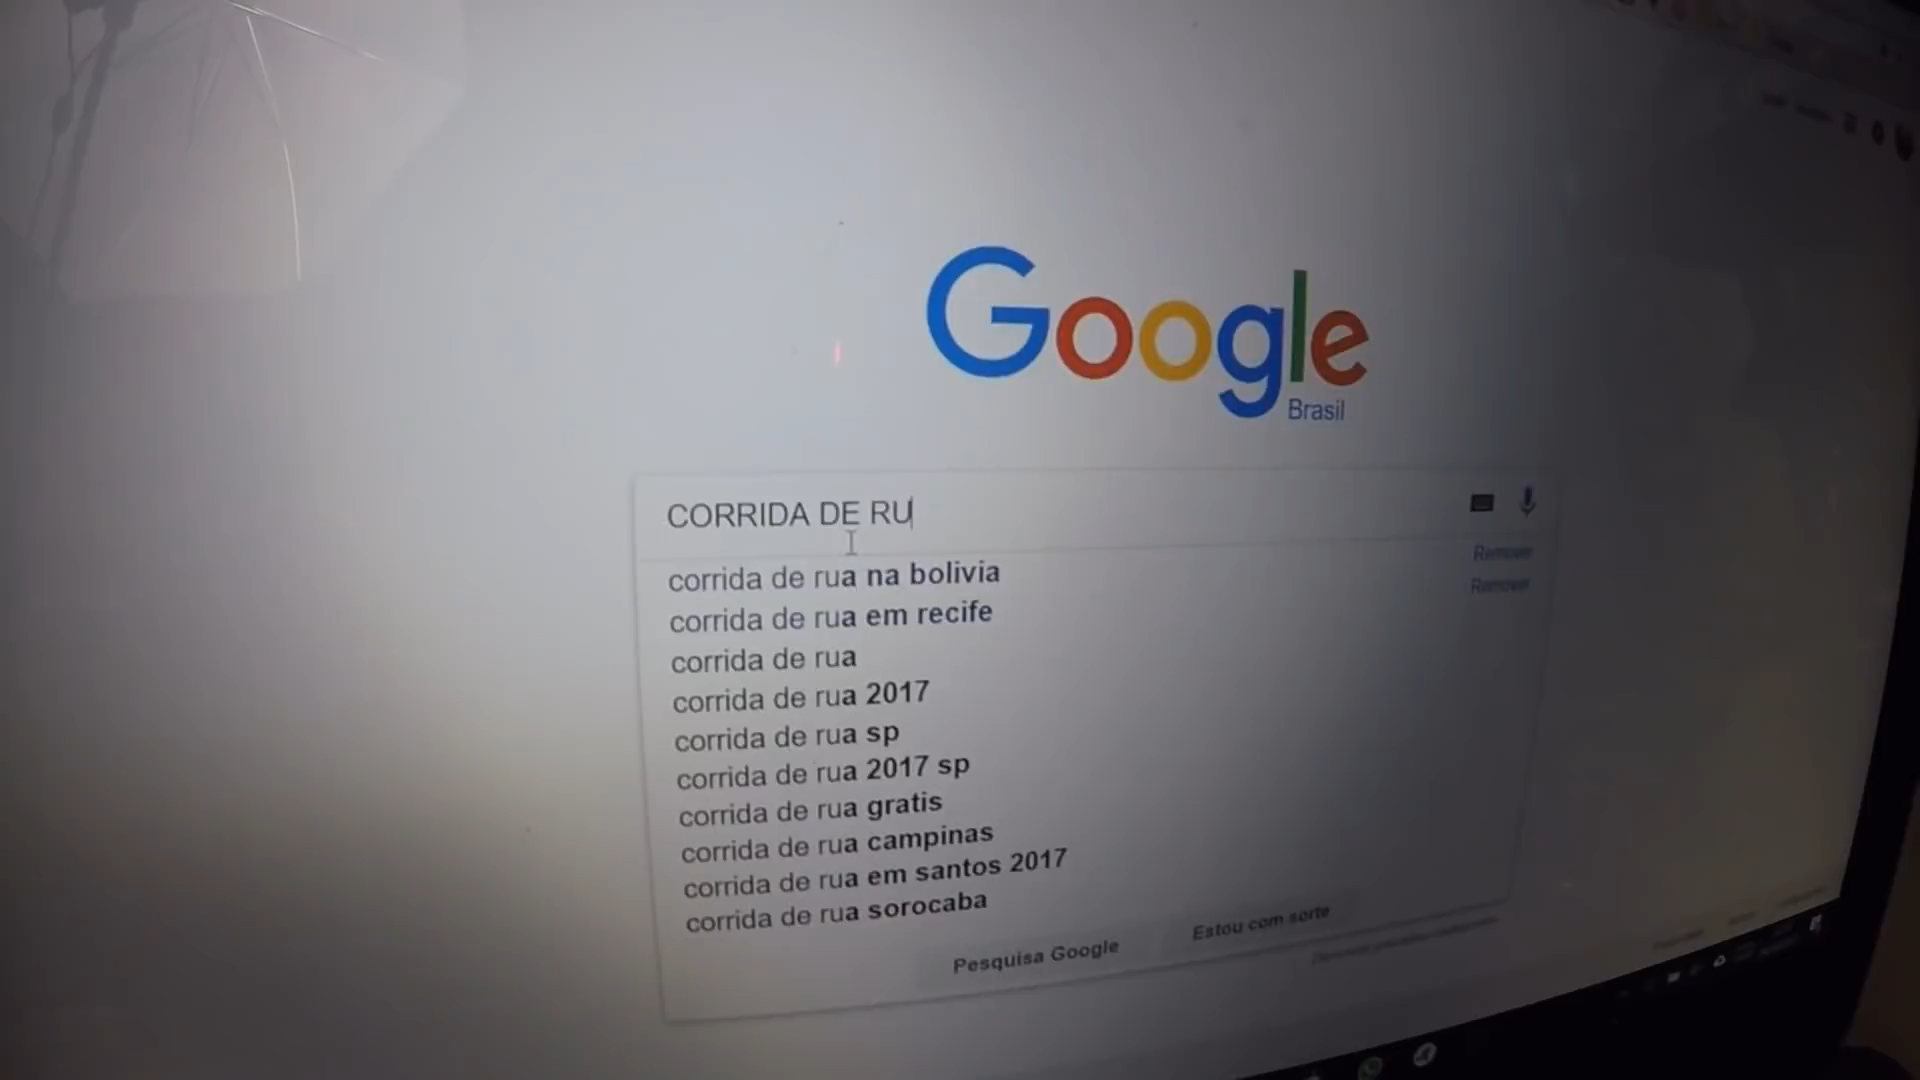 Google
Brasil
CORRIDA DE RU
corrida de rua na bolivia
Remover
corrida de rua em recife
Remover
corrida de rua
corrida de rua 2017
corrida de rua sp
corrida de rua 2017 sp
corrida de rua gratis
corrida de rua campinas
corrida de rua em santos 2017
corrida de rua sorocaba
Pesquisa Google
Estou com sorte